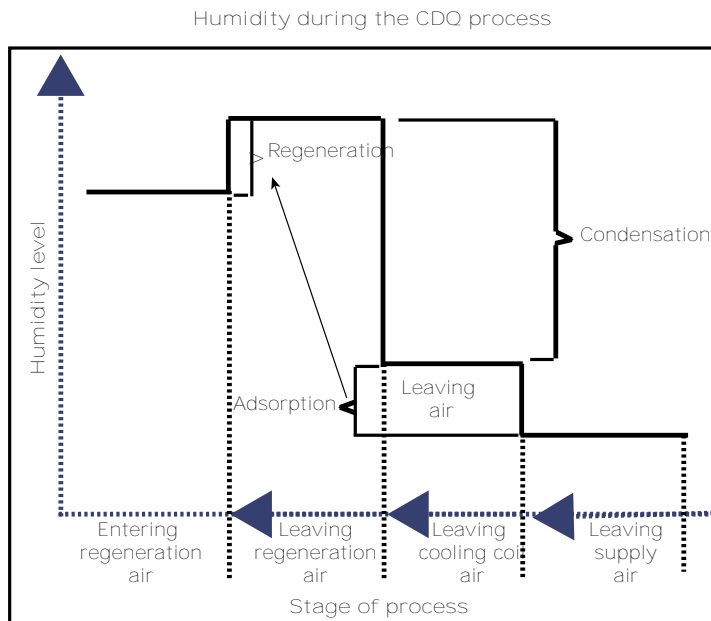 Humidity during the CDQ process
Regeneration
Condensation
Humidity level
Adsorption
Leaving
air
Entering
regeneration
air
Leaving
regeneration
air
Leaving
cooling coil
air
Leaving
supply
air
Stage of process